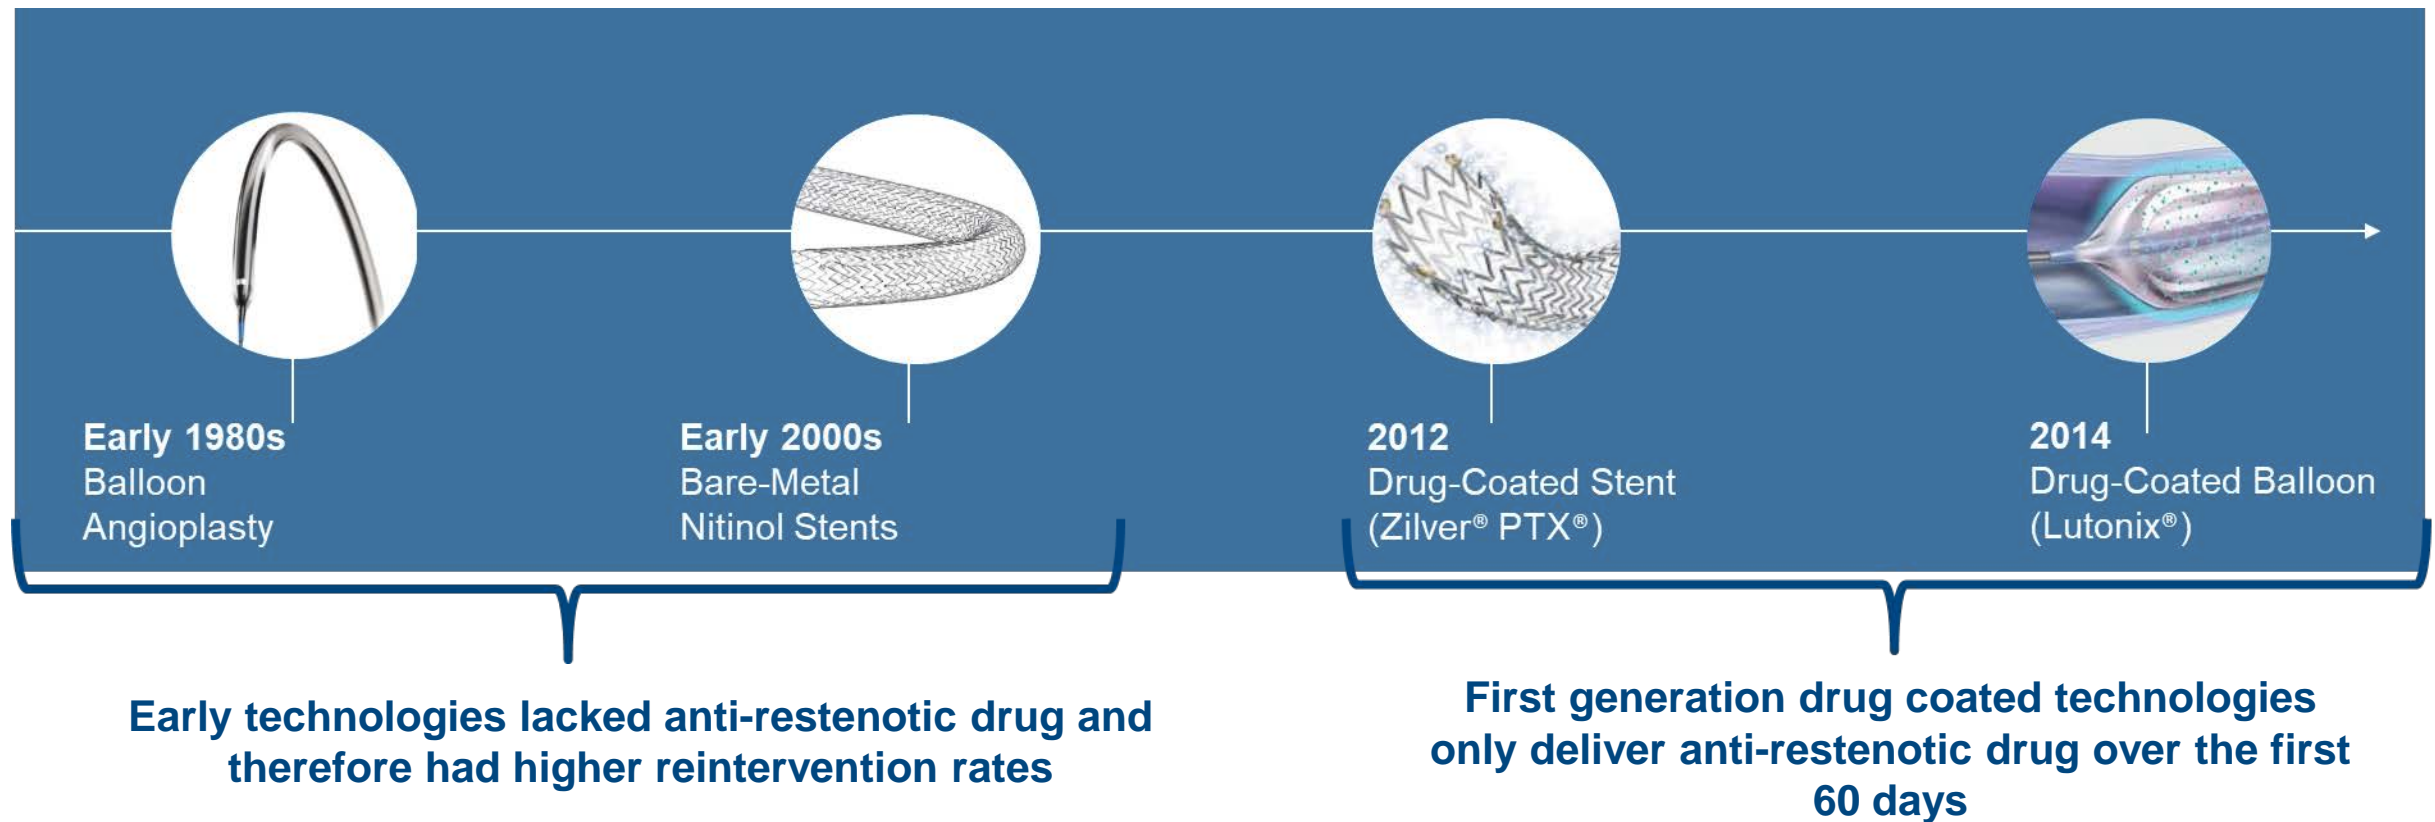 Early 1980s
Balloon
Angioplasty
Early 2000s
Bare-Metal
Nitinol Stents
2012
Drug-Coated Stent
(Zilver® PTX®)
2014
Drug-Coated Balloon
(Lutonix®)
Early technologies lacked anti-restenotic drug and
therefore had higher reintervention rates
First generation drug coated technologies
only deliver anti-restenotic drug over the first
60 days